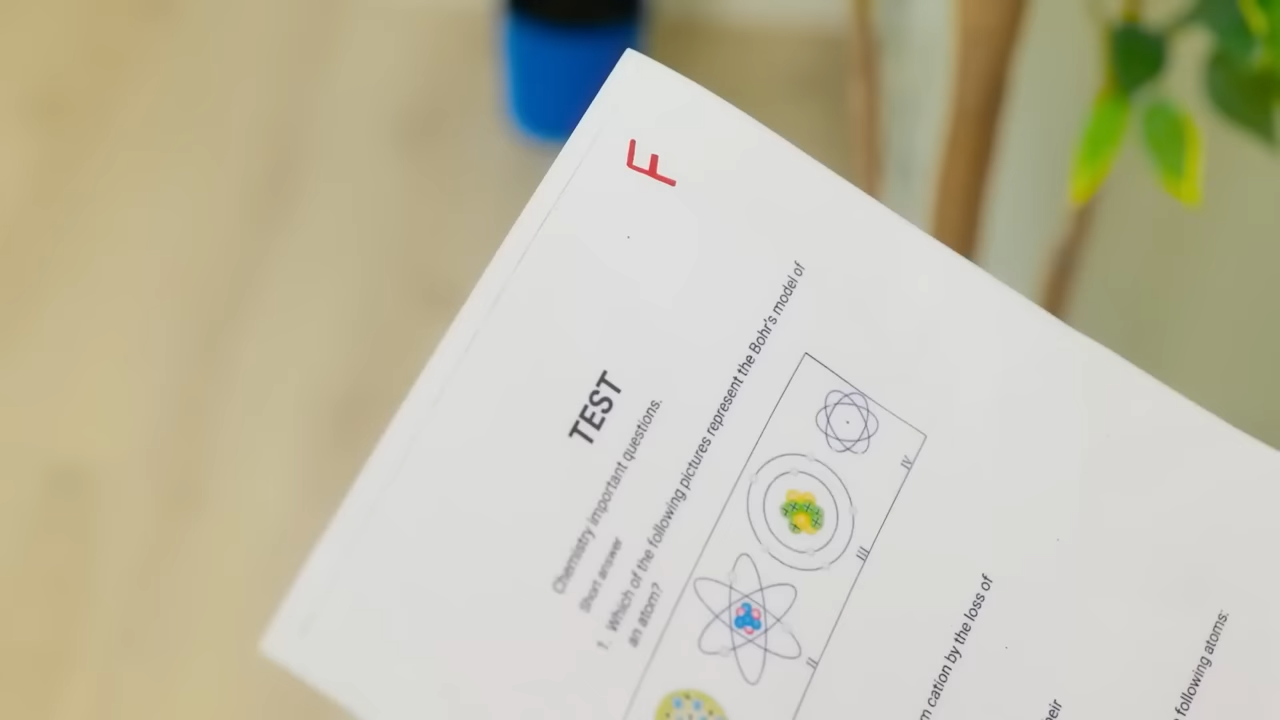 F
TEST
Chemistry important questions.
Short answer
1. Which of the following pictures represent the Bohr's model of
an atom?
II
III
IV
cation by the loss of
following atoms: